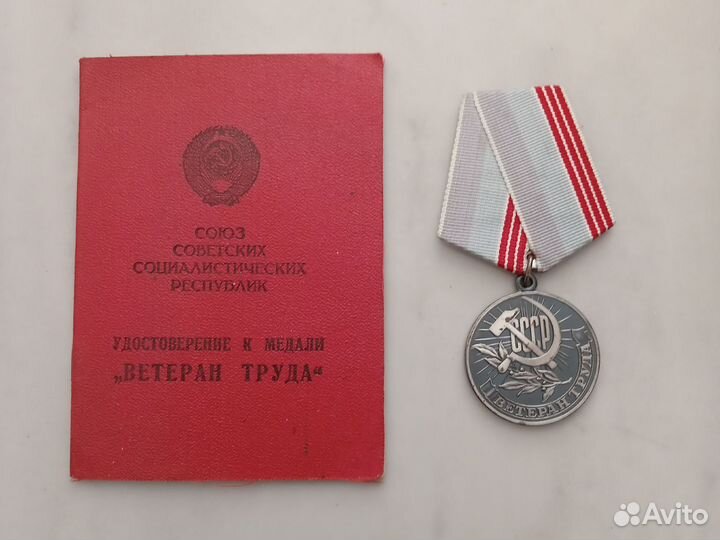 СОЮЗ
СОВЕТСКИХ
СОЦИАЛИСТИЧЕСКИХ
РЕСПУБЛИК
УДОСТОВЕРЕНИЕ К МЕДАЛИ
„ВЕТЕРАН ТРУДА“
СССР
ВЕТЕРАН ТРУДА
Avito